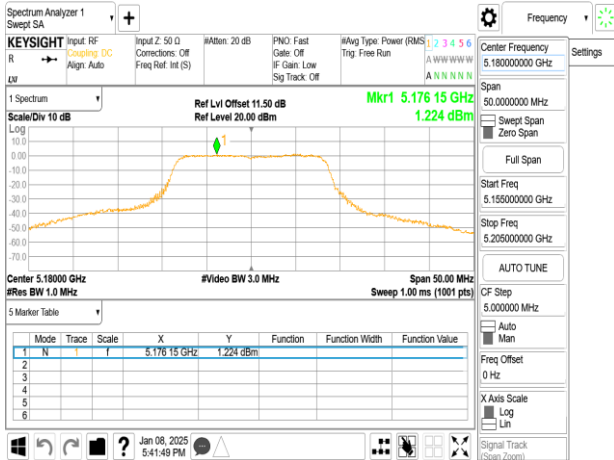 Spectrum Analyzer 1
Swept SA
+
Frequency
KEYSIGHT
R
LXI
Input: RF
Coupling: DC
Align: Auto
Input Z: 50 Ω
Corrections: Off
Freq Ref: Int (S)
#Atten: 20 dB
PNO: Fast
Gate: Off
IF Gain: Low
Sig Track: Off
#Avg Type: Power (RMS
Trig: Free Run
1 2 3 4 5 6
A W W W W W
A N N N N N
Center Frequency
5.180000000 GHz
Settings
Span
50.0000000 MHz
Swept Span
Zero Span
Full Span
Start Freq
5.155000000 GHz
Stop Freq
5.205000000 GHz
AUTO TUNE
CF Step
5.000000 MHz
Auto
Man
Freq Offset
0 Hz
X Axis Scale
Log
Lin
Signal Track
(Span Zoom)
1 Spectrum
Scale/Div 10 dB
Ref Lvl Offset 11.50 dB
Ref Level 20.00 dBm
Mkr1 5.176 15 GHz
1.224 dBm
Log
10.0
0.00
-10.0
-20.0
-30.0
-40.0
-50.0
-60.0
-70.0
1
Center 5.18000 GHz
#Res BW 1.0 MHz
#Video BW 3.0 MHz
Span 50.00 MHz
Sweep 1.00 ms (1001 pts)
5 Marker Table
Mode Trace Scale X Y Function Function Width Function Value
1 N 1 f 5.176 15 GHz 1.224 dBm
2
3
4
5
6
?
Jan 08, 2025
5:41:49 PM